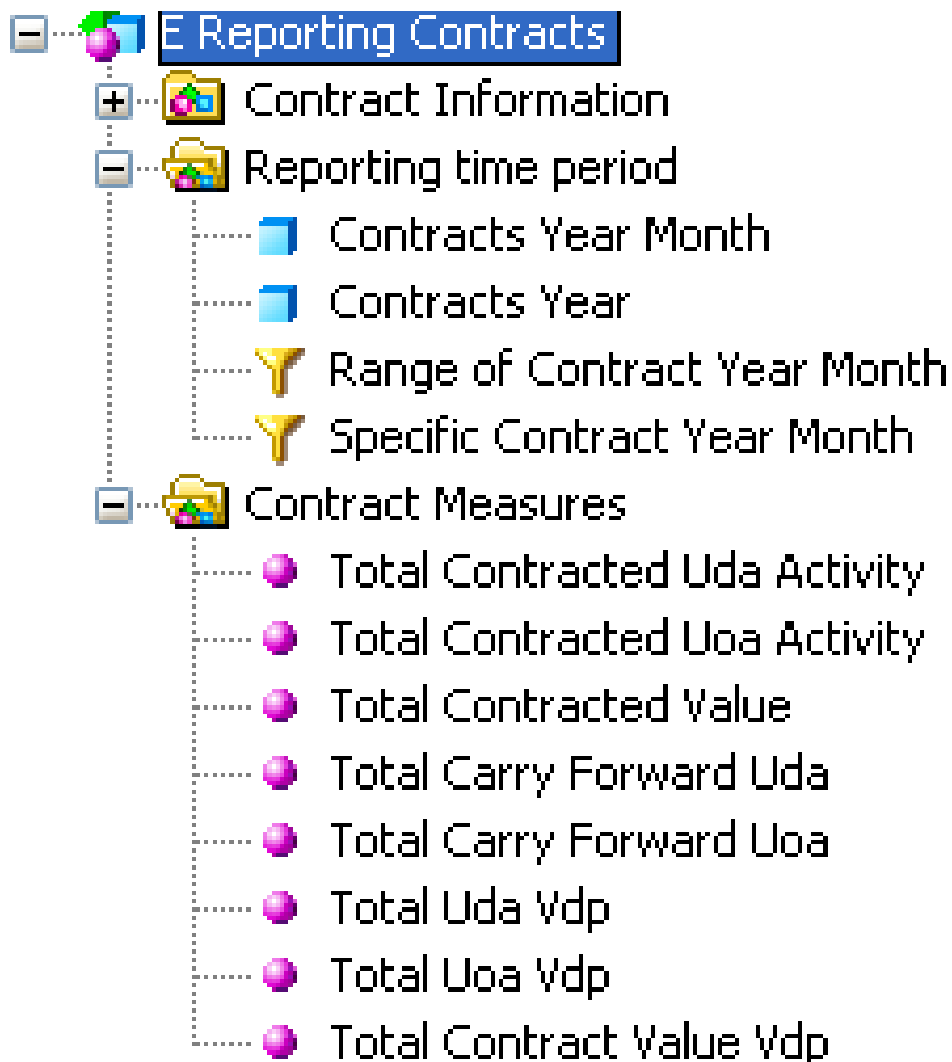 E Reporting Contracts
Contract Information
Reporting time period
Contracts Year Month
Contracts Year
Range of Contract Year Month
Specific Contract Year Month
Contract Measures
Total Contracted Uda Activity
Total Contracted Uoa Activity
Total Contracted Value
Total Carry Forward Uda
Total Carry Forward Uoa
Total Uda Vdp
Total Uoa Vdp
Total Contract Value Vdp